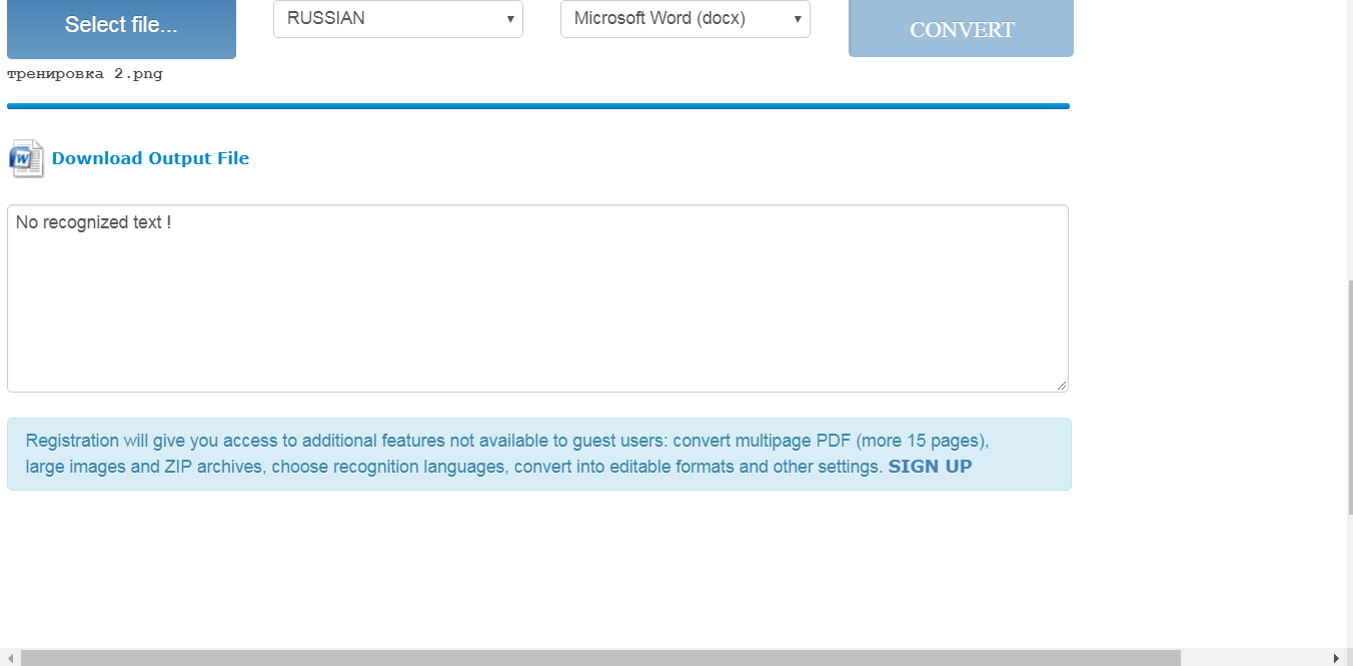 Select file...
RUSSIAN
Microsoft Word (docx)
CONVERT
тренировка 2.png
Download Output File
No recognized text !
Registration will give you access to additional features not available to guest users: convert multipage PDF (more 15 pages),
large images and ZIP archives, choose recognition languages, convert into editable formats and other settings. SIGN UP